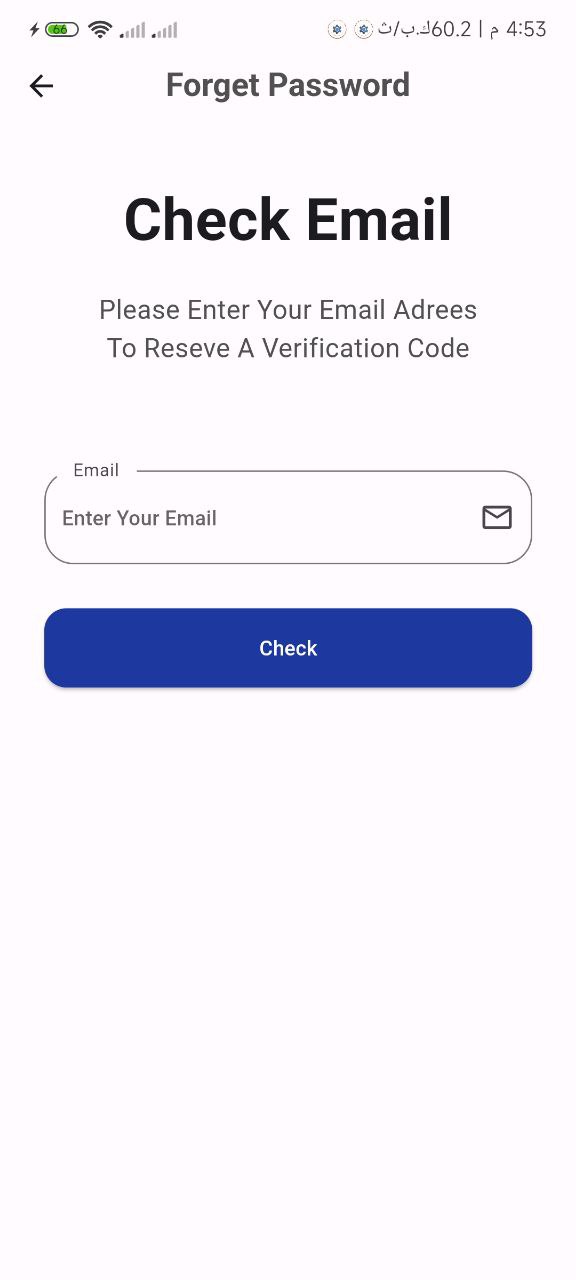 66
60.2ك.ب/ث | 4:53 م
Forget Password
Check Email
Please Enter Your Email Adrees
To Reseve A Verification Code
Email
Enter Your Email
Check